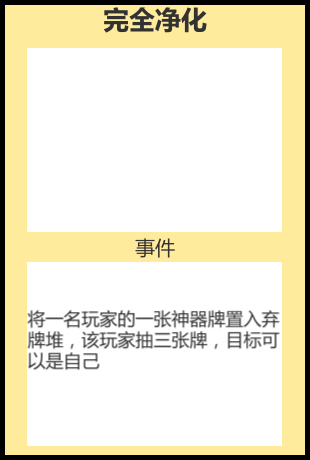 完全净化
事件
将一名玩家的一张神器牌置入弃
牌堆，该玩家抽三张牌，目标可
以是自己